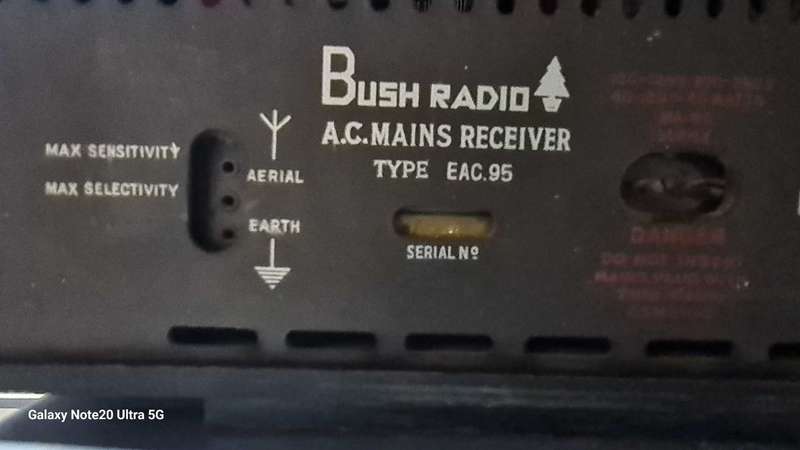 BUSH RADIO
A.C.MAINS RECEIVER
TYPE EAC.95
MAX SENSITIVITY
MAX SELECTIVITY
AERIAL
EARTH
SERIAL Nº
DANGER
Galaxy Note20 Ultra 5G